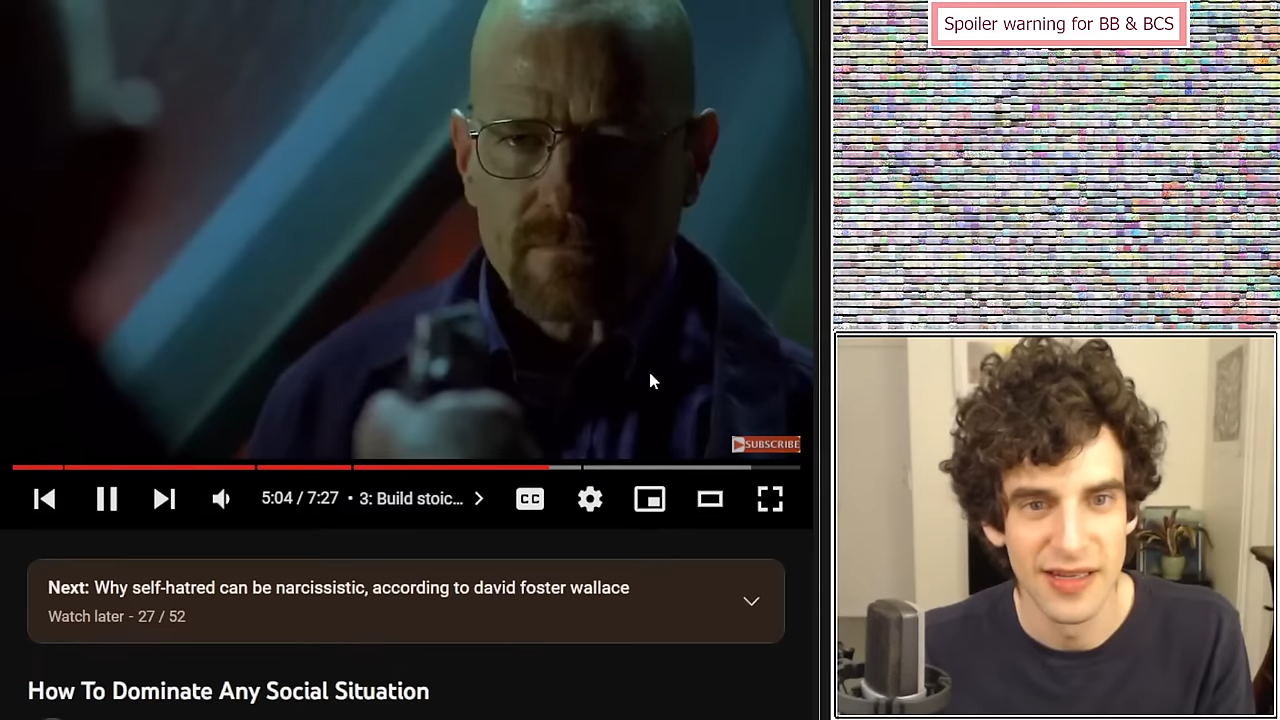 Spoiler warning for BB & BCS
SUBSCRIBE
5:04 / 7:27 • 3: Build stoic...
CC
Next: Why self-hatred can be narcissistic, according to david foster wallace
Watch later - 27 / 52
How To Dominate Any Social Situation